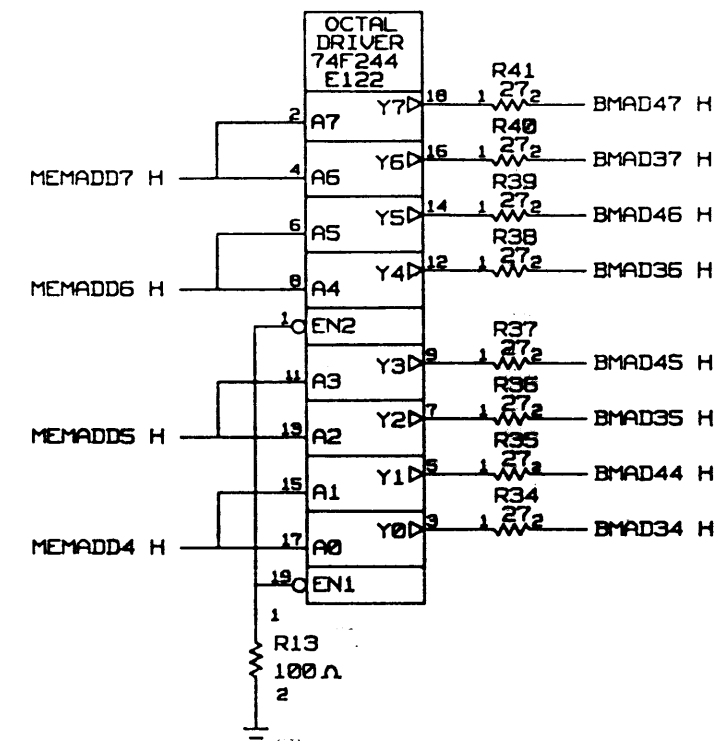 OCTAL
DRIVER
74F244
E122
R41
2 A7 Y7 18 1 27 2 BMAD47 H
R40
MEMADD7 H 4 A6 Y6 16 1 27 2 BMAD37 H
R39
6 A5 Y5 14 1 27 2 BMAD46 H
R38
MEMADD6 H 8 A4 Y4 12 1 27 2 BMAD36 H
1 EN2
R37
11 A3 Y3 9 1 27 2 BMAD45 H
R36
MEMADD5 H 13 A2 Y2 7 1 27 2 BMAD35 H
R35
15 A1 Y1 5 1 27 2 BMAD44 H
R34
MEMADD4 H 17 A0 Y0 3 1 27 2 BMAD34 H
19 EN1
1
R13
100Ω
2